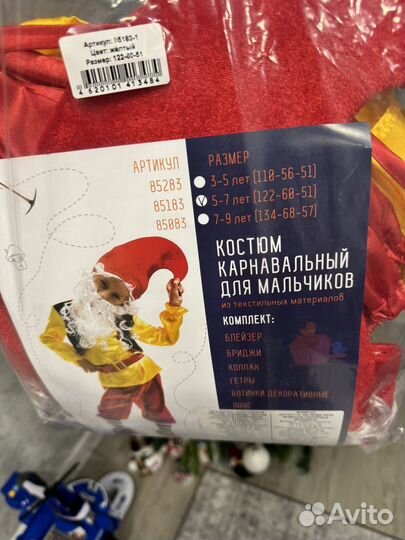 Артикул: 85183-1
Цвет: жёлтый
Размер: 122-60-51
4 620101 413484
АРТИКУЛ
85283
85183
85083
РАЗМЕР
3-5 лет (110-56-51)
5-7 лет (122-60-51)
7-9 лет (134-68-57)
КОСТЮМ
КАРНАВАЛЬНЫЙ
ДЛЯ МАЛЬЧИКОВ
из текстильных материалов
КОМПЛЕКТ:
БЛЕЙЗЕР
БРИДЖИ
КОЛПАК
ГЕТРЫ
БОТИНКИ ДЕКОРАТИВНЫЕ
ПОЯС
Avito